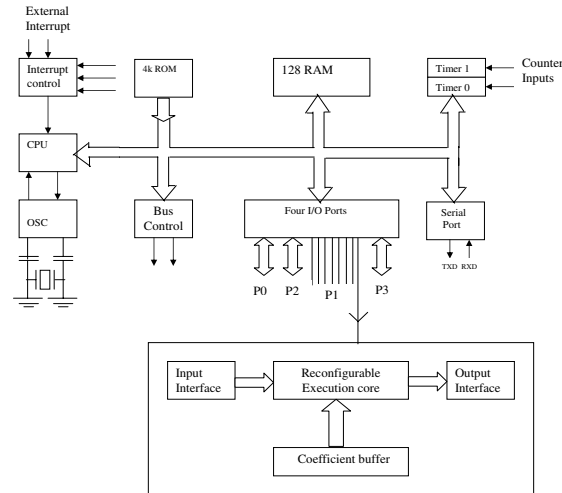 External
Interrupt
Interrupt
control
4k ROM
128 RAM
Timer 1
Timer 0
Counter
Inputs
CPU
OSC
Bus
Control
Four I/O Ports
Serial
Port
TXD RXD
P0 P2 P1 P3
Input
Interface
Reconfigurable
Execution core
Output
Interface
Coefficient buffer